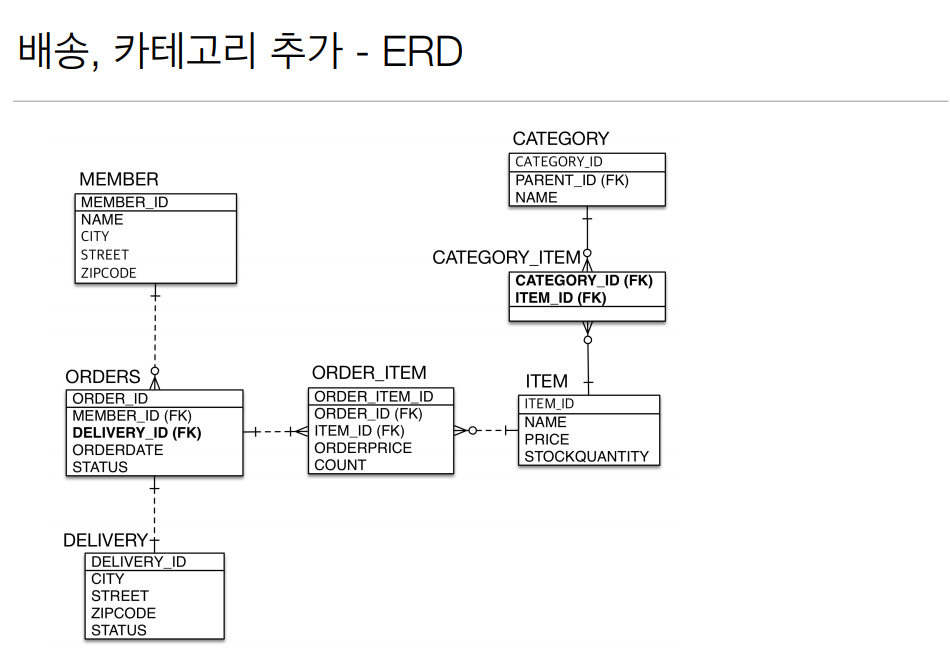 배송, 카테고리 추가 - ERD
CATEGORY
CATEGORY_ID
PARENT_ID (FK)
NAME
MEMBER
MEMBER_ID
NAME
CITY
STREET
ZIPCODE
CATEGORY_ITEM
CATEGORY_ID (FK)
ITEM_ID (FK)
ORDERS
ORDER_ID
MEMBER_ID (FK)
DELIVERY_ID (FK)
ORDERDATE
STATUS
ORDER_ITEM
ORDER_ITEM_ID
ORDER_ID (FK)
ITEM_ID (FK)
ORDERPRICE
COUNT
ITEM
ITEM_ID
NAME
PRICE
STOCKQUANTITY
DELIVERY
DELIVERY_ID
CITY
STREET
ZIPCODE
STATUS